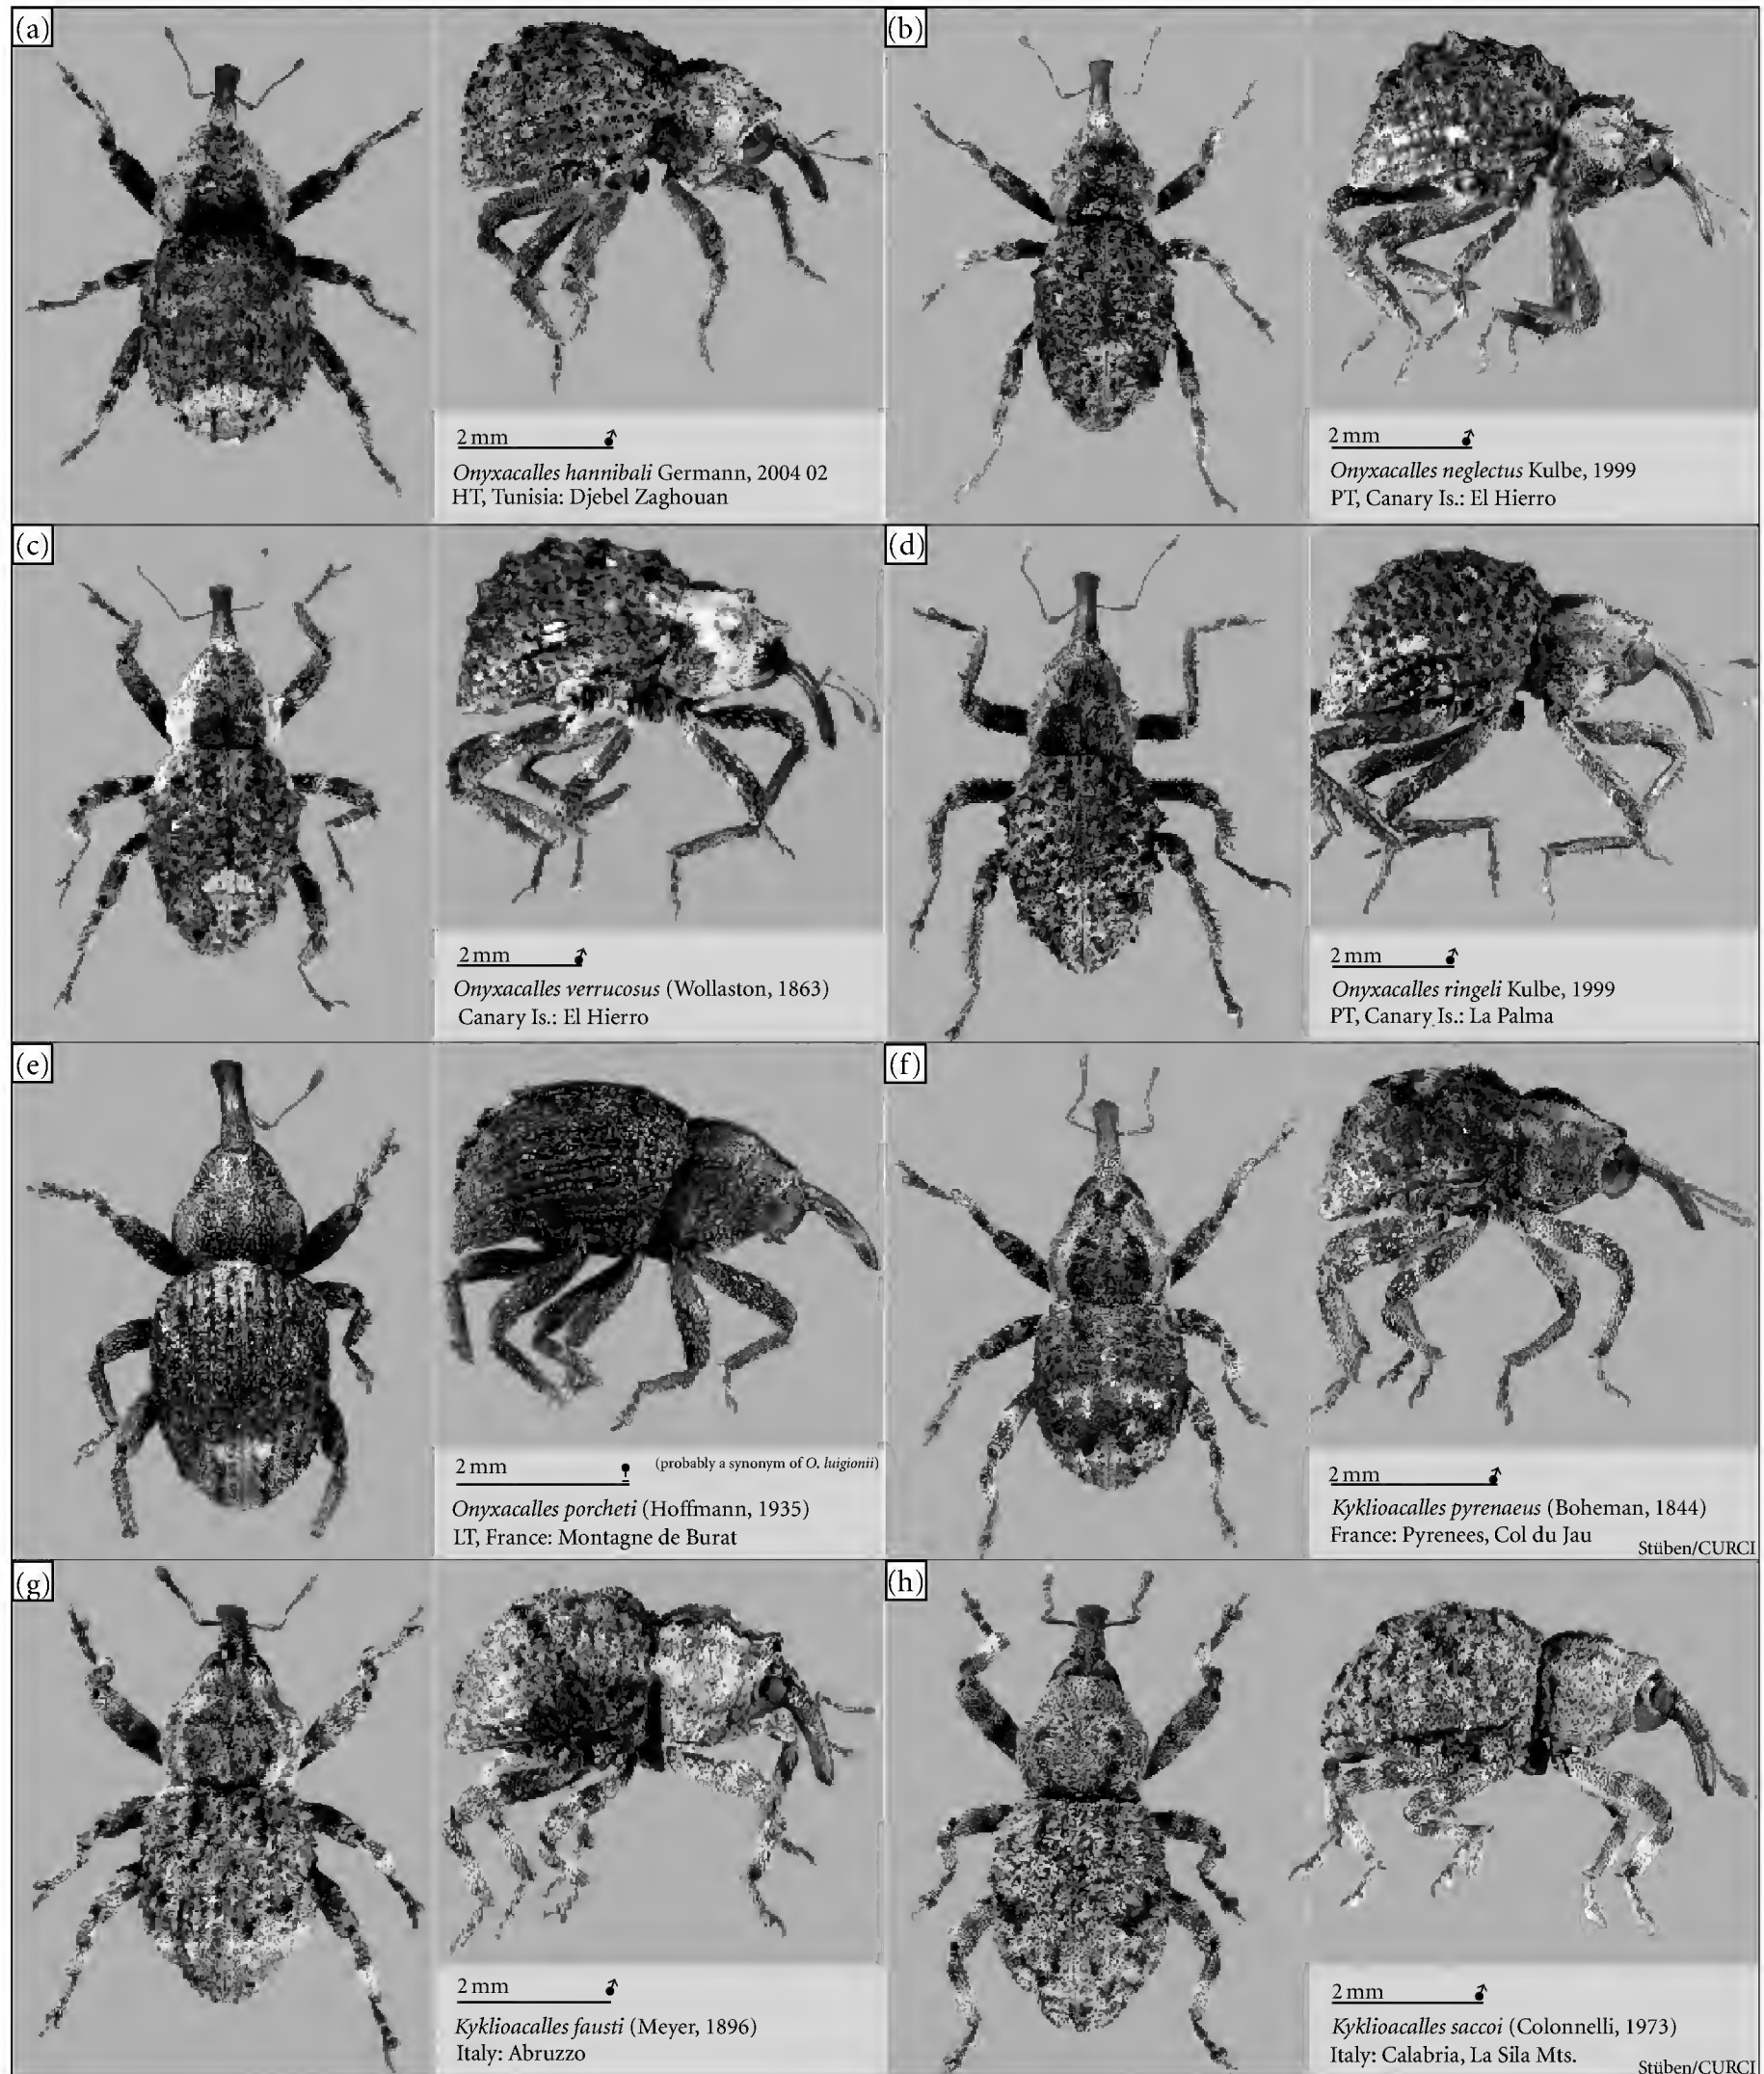 (a)
2 mm ♂
Onyxacalles hannibali Germann, 2004 02
HT, Tunisia: Djebel Zaghouan
(b)
2 mm ♂
Onyxacalles neglectus Kulbe, 1999
PT, Canary Is.: El Hierro
(c)
2 mm ♂
Onyxacalles verrucosus (Wollaston, 1863)
Canary Is.: El Hierro
(d)
2 mm ♂
Onyxacalles ringeli Kulbe, 1999
PT, Canary Is.: La Palma
(e)
2 mm ♀ (probably a synonym of O. luigionii)
Onyxacalles porcheti (Hoffmann, 1935)
LT, France: Montagne de Burat
(f)
2 mm ♂
Kyklioacalles pyrenaeus (Boheman, 1844)
France: Pyrenees, Col du Jau
Stüben/CURCI
(g)
2 mm ♂
Kyklioacalles fausti (Meyer, 1896)
Italy: Abruzzo
(h)
2 mm ♂
Kyklioacalles saccoi (Colonnelli, 1973)
Italy: Calabria, La Sila Mts.
Stüben/CURCI